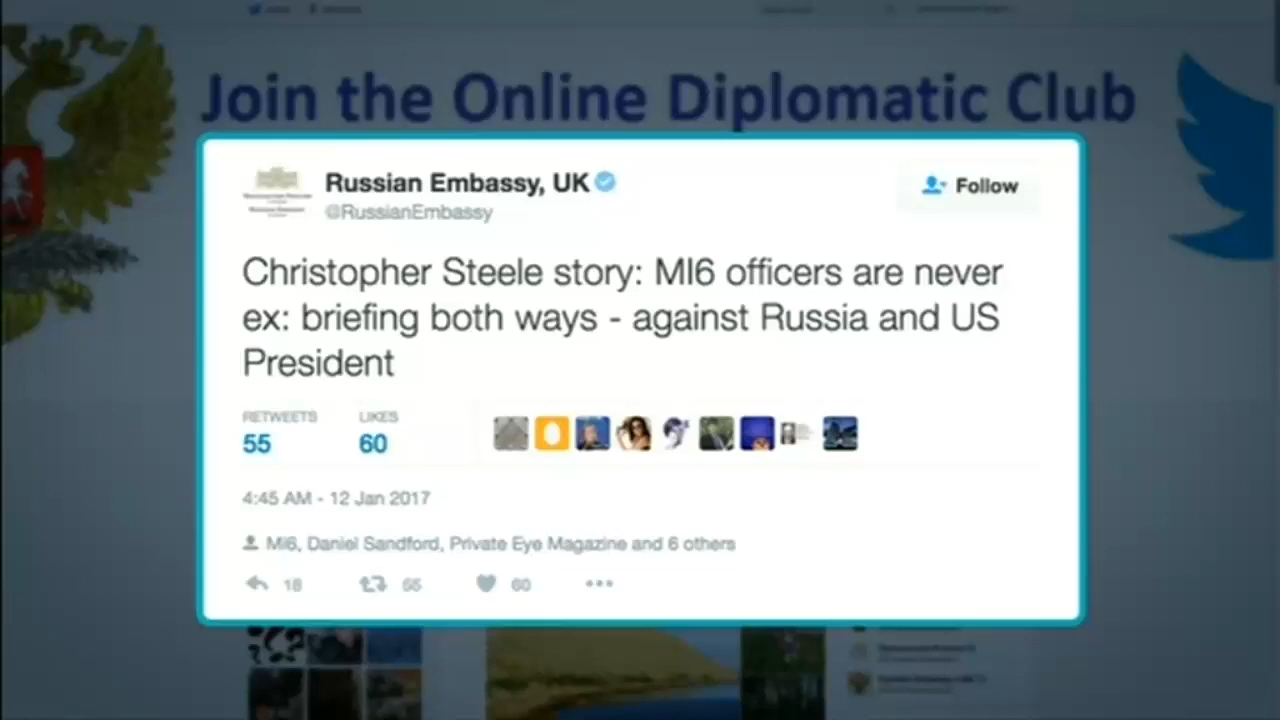 Join the Online Diplomatic Club
Russian Embassy, UK
@RussianEmbassy
Follow
Christopher Steele story: MI6 officers are never
ex: briefing both ways - against Russia and US
President
RETWEETS LIKES
55 60
4:45 AM - 12 Jan 2017
MI6, Daniel Sandford, Private Eye Magazine and 6 others
18 55 60